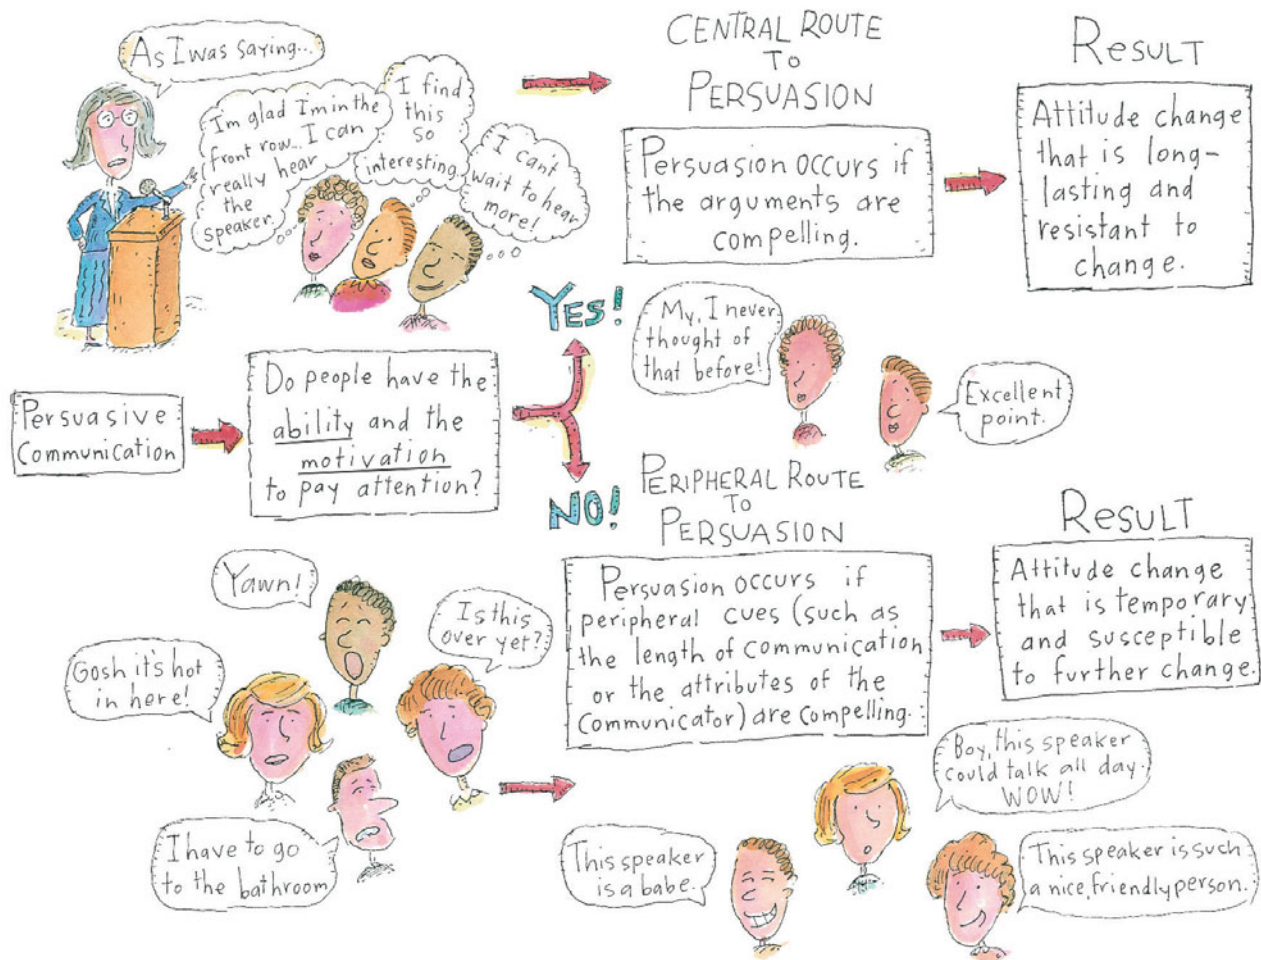 As I was saying...
I'm glad I'm in the
front row... I can
really hear
the
speaker.
I find
this
so
interesting.
I can't
wait to hear
more!
CENTRAL ROUTE
TO
PERSUASION
Persuasion occurs if
the arguments are
compelling.
RESULT
Attitude change
that is long-
lasting and
resistant to
change.
YES!
My, I never
thought of
that before!
Excellent
point.
Persuasive
Communication
Do people have the
ability and the
motivation
to pay attention?
NO!
PERIPHERAL ROUTE
TO
PERSUASION
Persuasion occurs if
peripheral cues (such as
the length of communication
or the attributes of the
communicator) are compelling.
RESULT
Attitude change
that is temporary
and susceptible
to further change.
Yawn!
Is this
over yet?
Gosh it's hot
in here!
I have to go
to the bathroom
This speaker
is a babe.
Boy, this speaker
could talk all day.
WOW!
This speaker is such
a nice, friendly person.